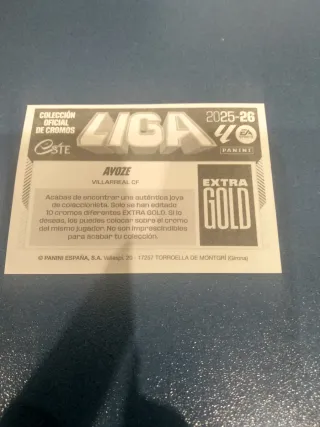 COLECCIÓN
OFICIAL
DE CROMOS
Este
LIGA
2025-26
EA
PANINI
AYOZE
VILLARREAL CF
Acabas de encontrar una auténtica joya
de coleccionista. Solo se han editado
10 cromos diferentes EXTRA GOLD. Si lo
deseas, los puedes colocar sobre el cromo
del mismo jugador. No son imprescindibles
para acabar tu colección.
EXTRA
GOLD
© PANINI ESPAÑA, S.A. Vallespí, 20 - 17257 TORROELLA DE MONTGRÍ (Girona)